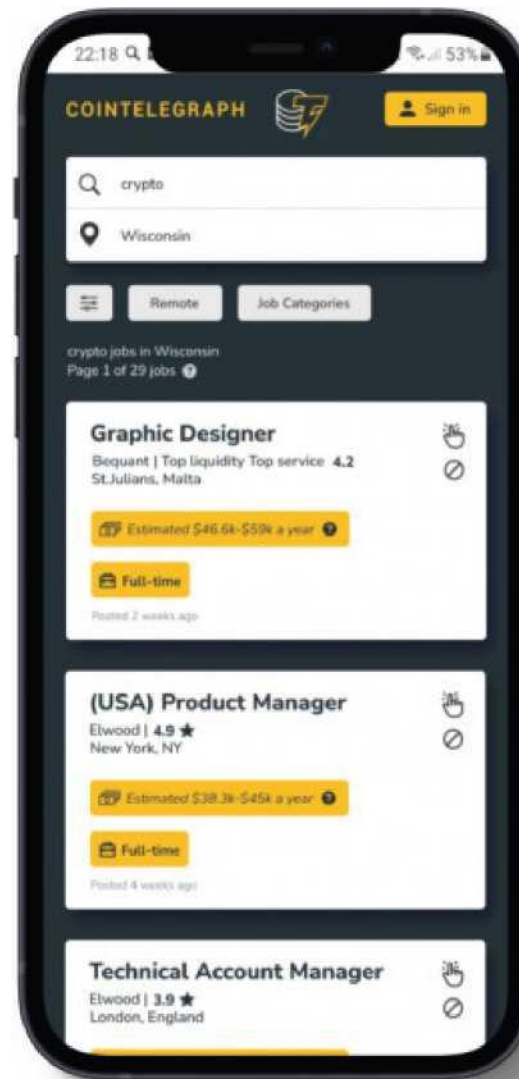 22:18
53%
COINTELEGRAPH
Sign in
crypto
Wisconsin
Remote
Job Categories
crypto jobs in Wisconsin
Page 1 of 29 jobs ?
Graphic Designer
Bequant | Top liquidity Top service 4.2
St.Julians, Malta
Estimated $46.6k-$59k a year ?
Full-time
Posted 2 weeks ago
(USA) Product Manager
Elwood | 4.9 ★
New York, NY
Estimated $38.3k-$45k a year ?
Full-time
Posted 4 weeks ago
Technical Account Manager
Elwood | 3.9 ★
London, England